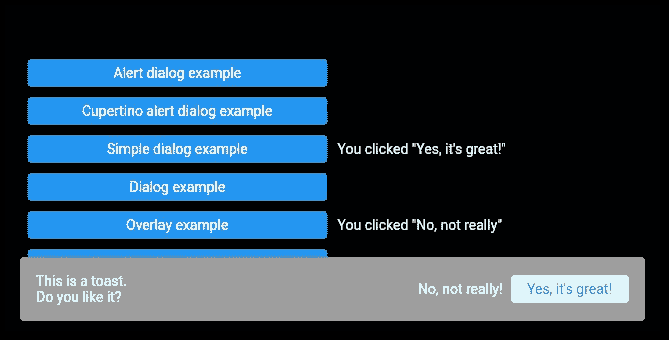 Alert dialog example
Cupertino alert dialog example
Simple dialog example
You clicked "Yes, it's great!"
Dialog example
Overlay example
You clicked "No, not really"
This is a toast.
Do you like it?
No, not really!
Yes, it's great!